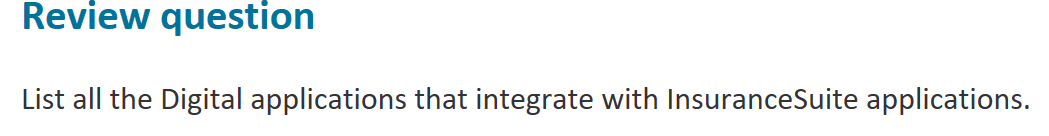 Review question
List all the Digital applications that integrate with InsuranceSuite applications.